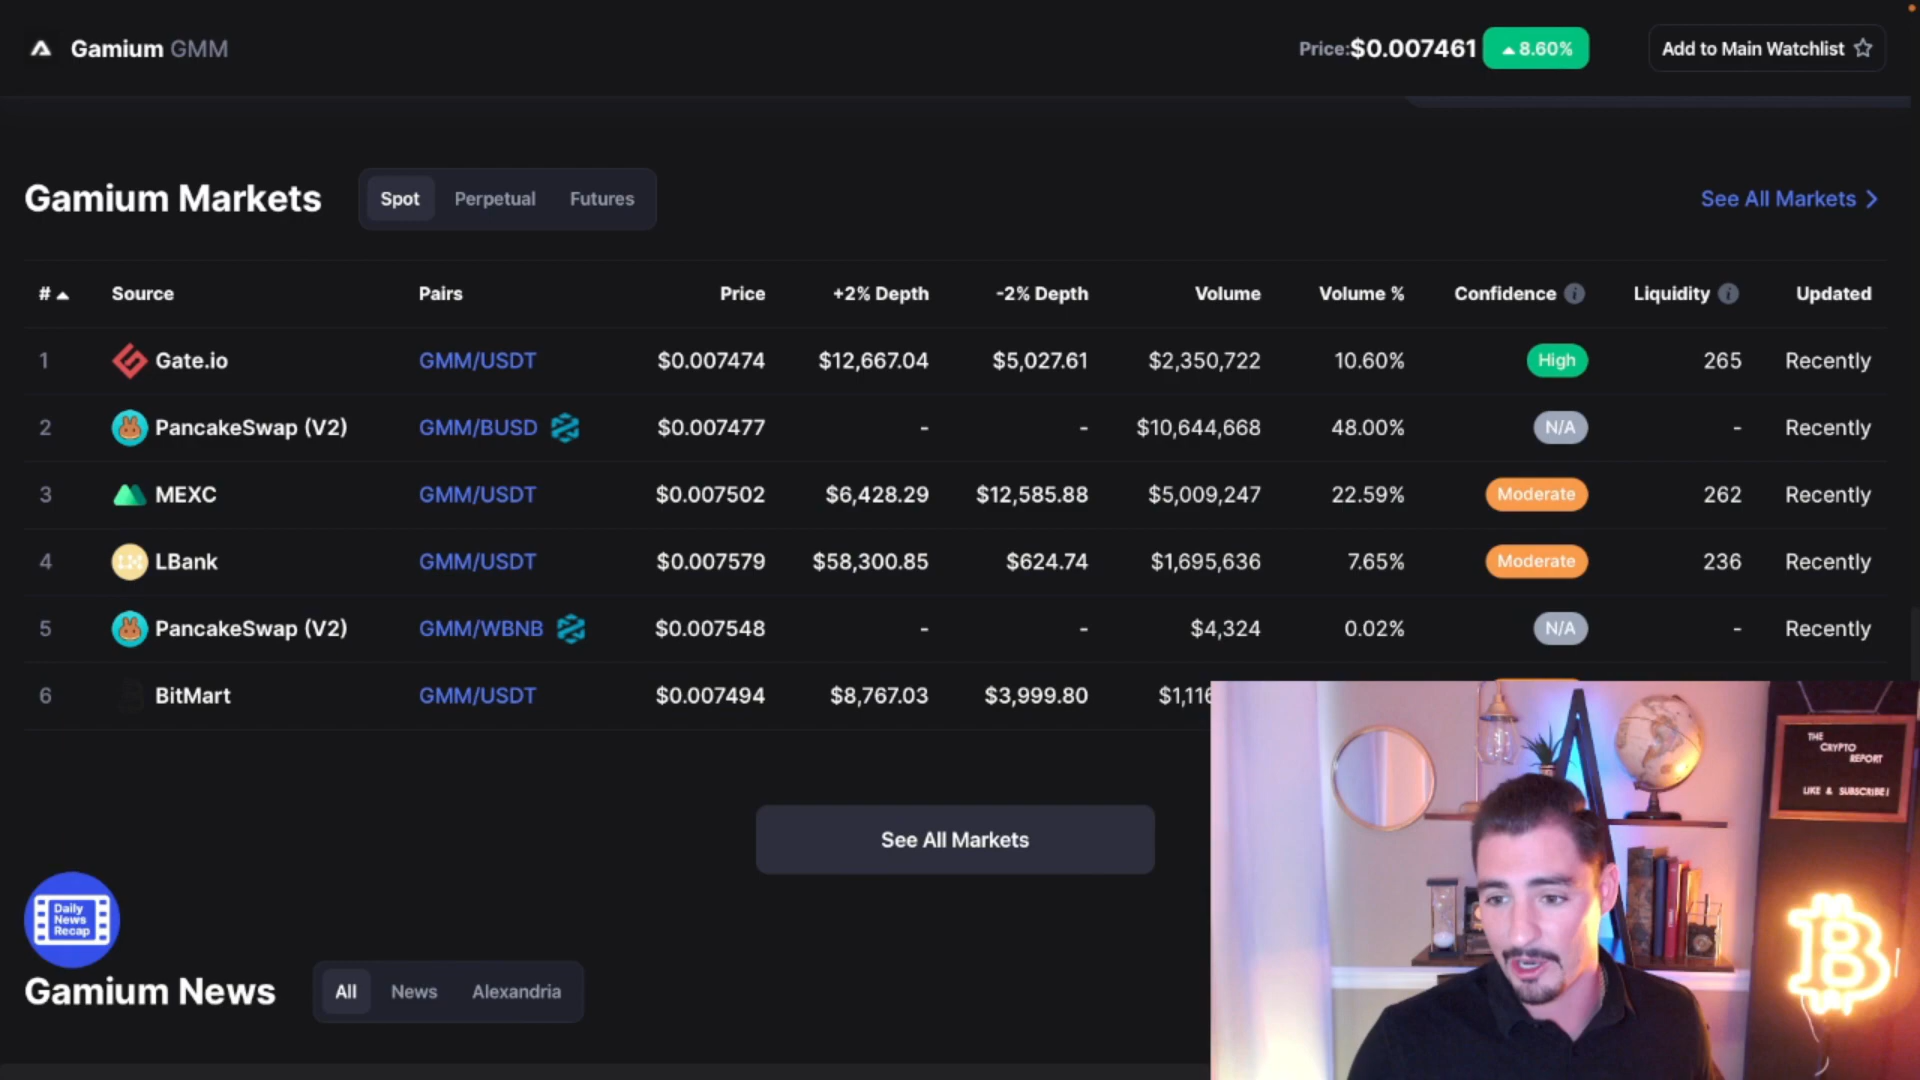 Gamium GMM
Price:$0.007461 8.60%
Add to Main Watchlist
Gamium Markets
Spot Perpetual Futures
See All Markets
# Source Pairs Price +2% Depth -2% Depth Volume Volume % Confidence Liquidity Updated
1 Gate.io GMM/USDT $0.007474 $12,667.04 $5,027.61 $2,350,722 10.60% High 265 Recently
2 PancakeSwap (V2) GMM/BUSD $0.007477 - - $10,644,668 48.00% N/A - Recently
3 MEXC GMM/USDT $0.007502 $6,428.29 $12,585.88 $5,009,247 22.59% Moderate 262 Recently
4 LBank GMM/USDT $0.007579 $58,300.85 $624.74 $1,695,636 7.65% Moderate 236 Recently
5 PancakeSwap (V2) GMM/WBNB $0.007548 - - $4,324 0.02% N/A - Recently
6 BitMart GMM/USDT $0.007494 $8,767.03 $3,999.80 $1,116
THE
CRYPTO
REPORT
LIKE & SUBSCRIBE!
See All Markets
Daily
News
Recap
Gamium News
All News Alexandria